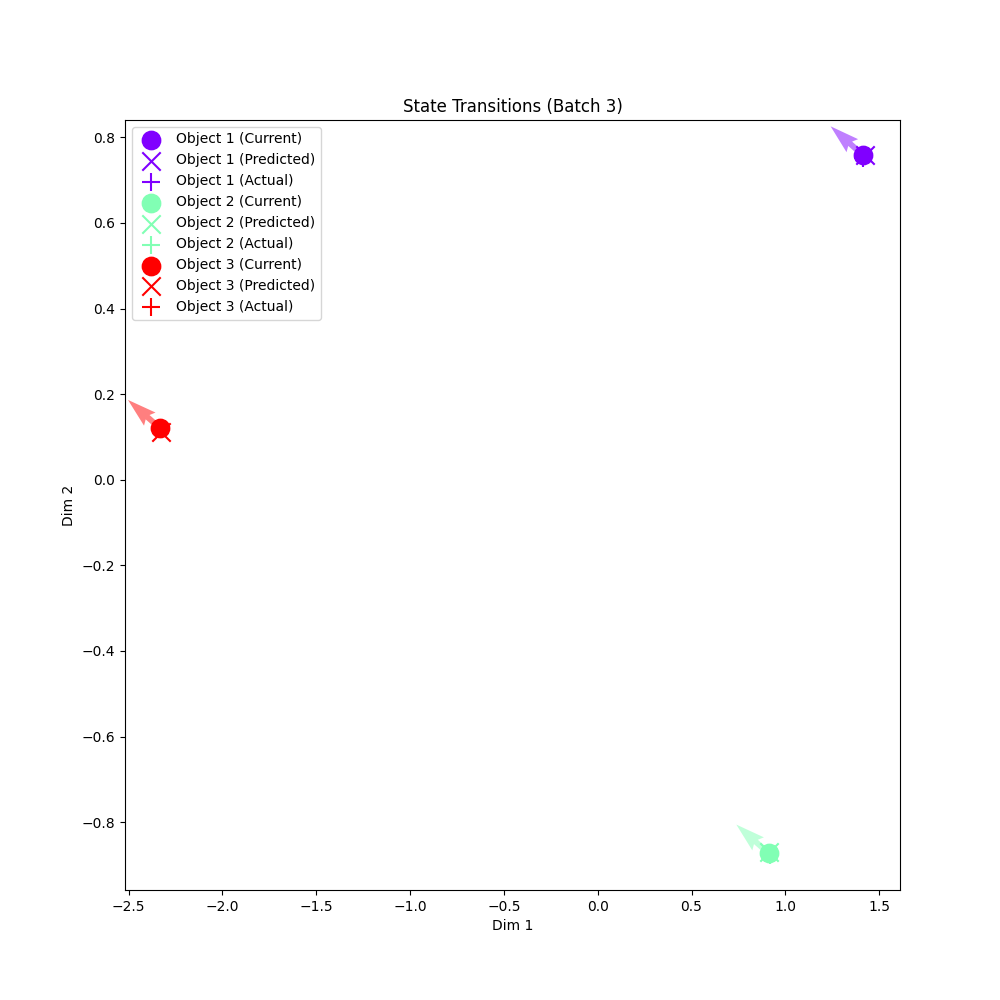 State Transitions (Batch 3)
Object 1 (Current)
Object 1 (Predicted)
Object 1 (Actual)
Object 2 (Current)
Object 2 (Predicted)
Object 2 (Actual)
Object 3 (Current)
Object 3 (Predicted)
Object 3 (Actual)
0.8
0.6
0.4
0.2
0.0
−0.2
−0.4
−0.6
−0.8
Dim 2
−2.5 −2.0 −1.5 −1.0 −0.5 0.0 0.5 1.0 1.5
Dim 1